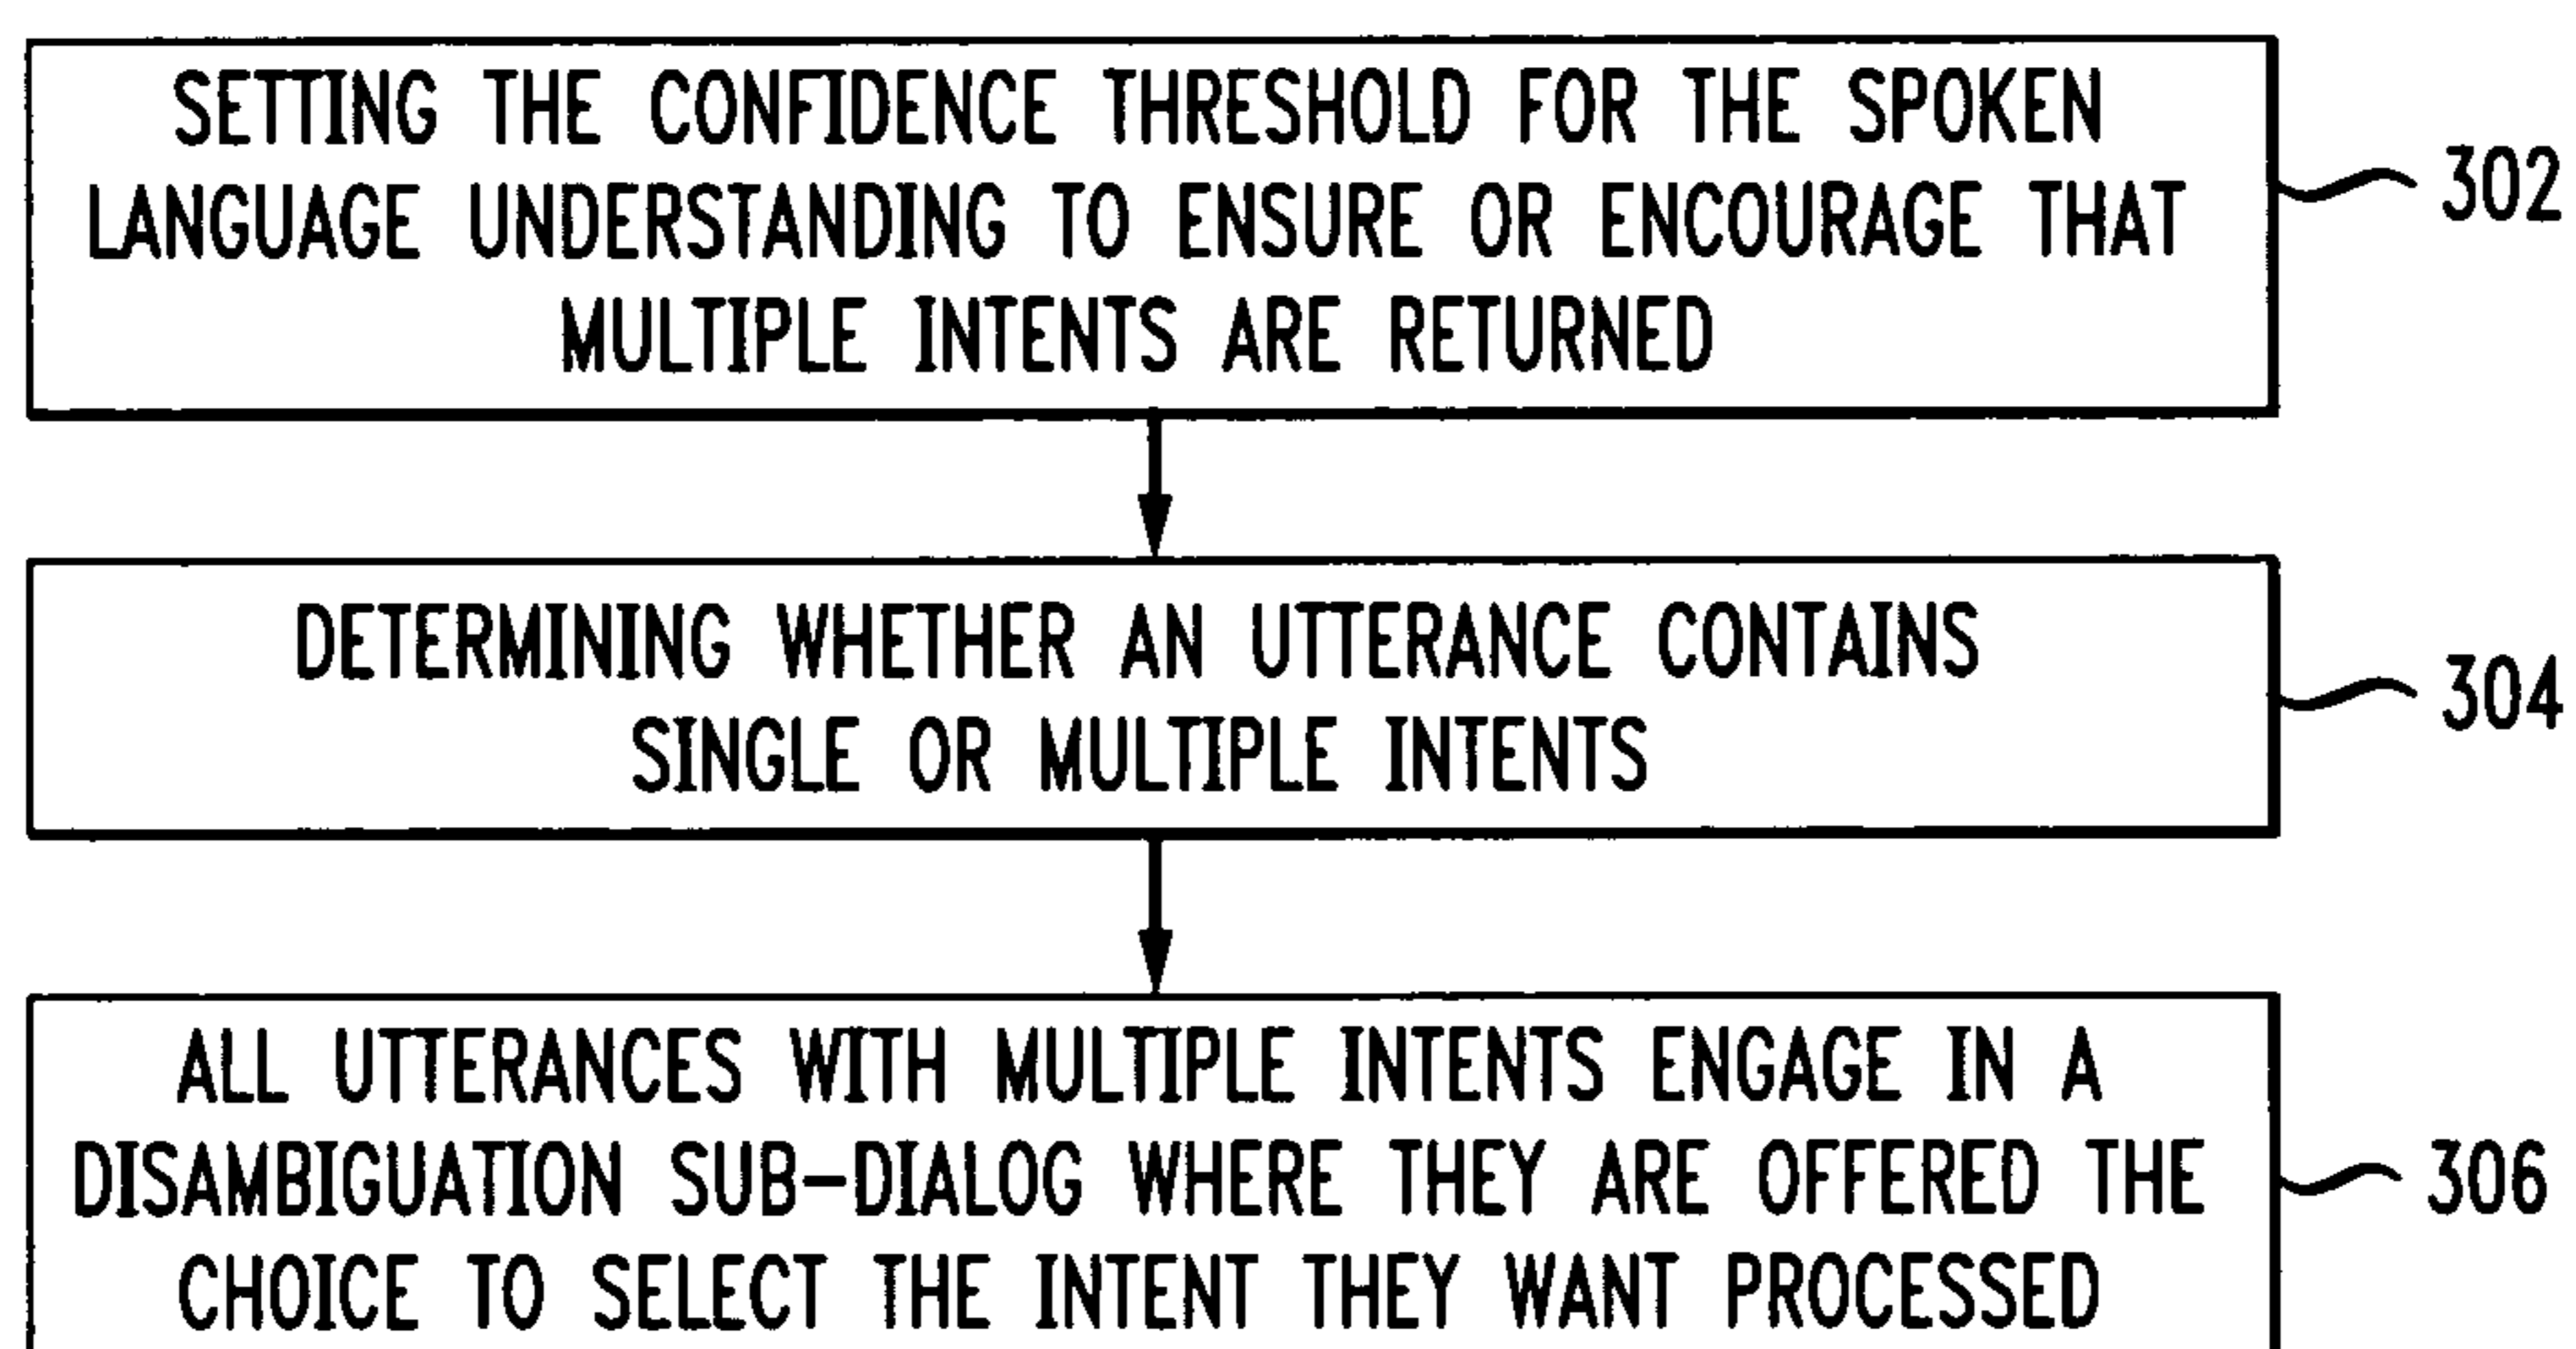 SETTING THE CONFIDENCE THRESHOLD FOR THE SPOKEN
LANGUAGE UNDERSTANDING TO ENSURE OR ENCOURAGE THAT
MULTIPLE INTENTS ARE RETURNED
302
DETERMINING WHETHER AN UTTERANCE CONTAINS
SINGLE OR MULTIPLE INTENTS
304
ALL UTTERANCES WITH MULTIPLE INTENTS ENGAGE IN A
DISAMBIGUATION SUB-DIALOG WHERE THEY ARE OFFERED THE
CHOICE TO SELECT THE INTENT THEY WANT PROCESSED
306